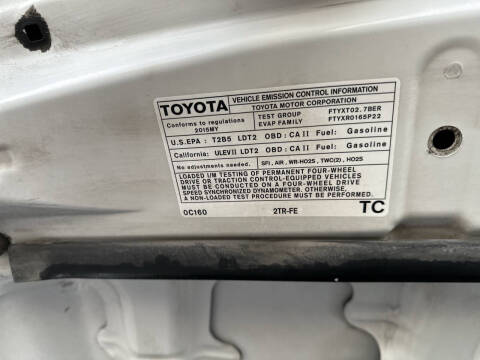 TOYOTA
VEHICLE EMISSION CONTROL INFORMATION
TOYOTA MOTOR CORPORATION
Conforms to regulations
2015MY
TEST GROUP FTYXT02.7BER
EVAP FAMILY FTYXR0165P22
U.S.EPA : T2B5 LDT2 OBD : CA II Fuel: Gasoline
California: ULEVII LDT2 OBD : CA II Fuel: Gasoline
No adjustments needed. SFI , AIR , WR-HO2S , TWC(2) , HO2S
LOADED I/M TESTING OF PERMANENT FOUR-WHEEL
DRIVE OR TRACTION CONTROL-EQUIPPED VEHICLES
MUST BE CONDUCTED ON A FOUR-WHEEL DRIVE
SPEED SYNCHRONIZED DYNAMOMETER. OTHERWISE,
A NON-LOADED TEST PROCEDURE MUST BE PERFORMED.
0C160 2TR-FE TC